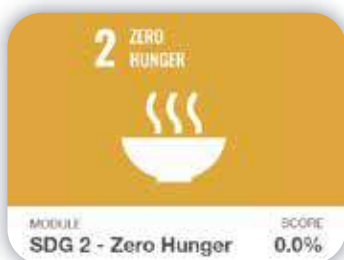 2 ZERO
HUNGER
MODULE SCORE
SDG 2 - Zero Hunger 0.0%